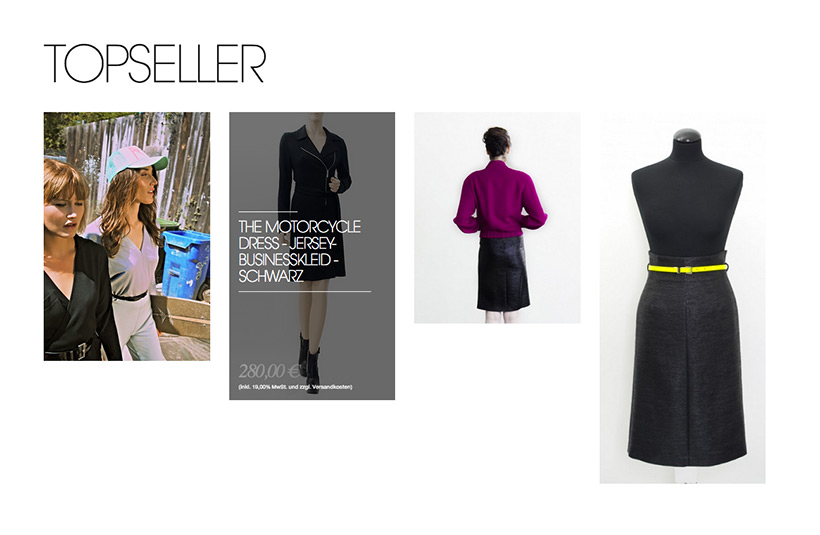 TOPSELLER
THE MOTORCYCLE
DRESS - JERSEY-
BUSINESSKLEID -
SCHWARZ
280,00 €
(inkl. 19,00% MwSt. und zzgl. Versandkosten)